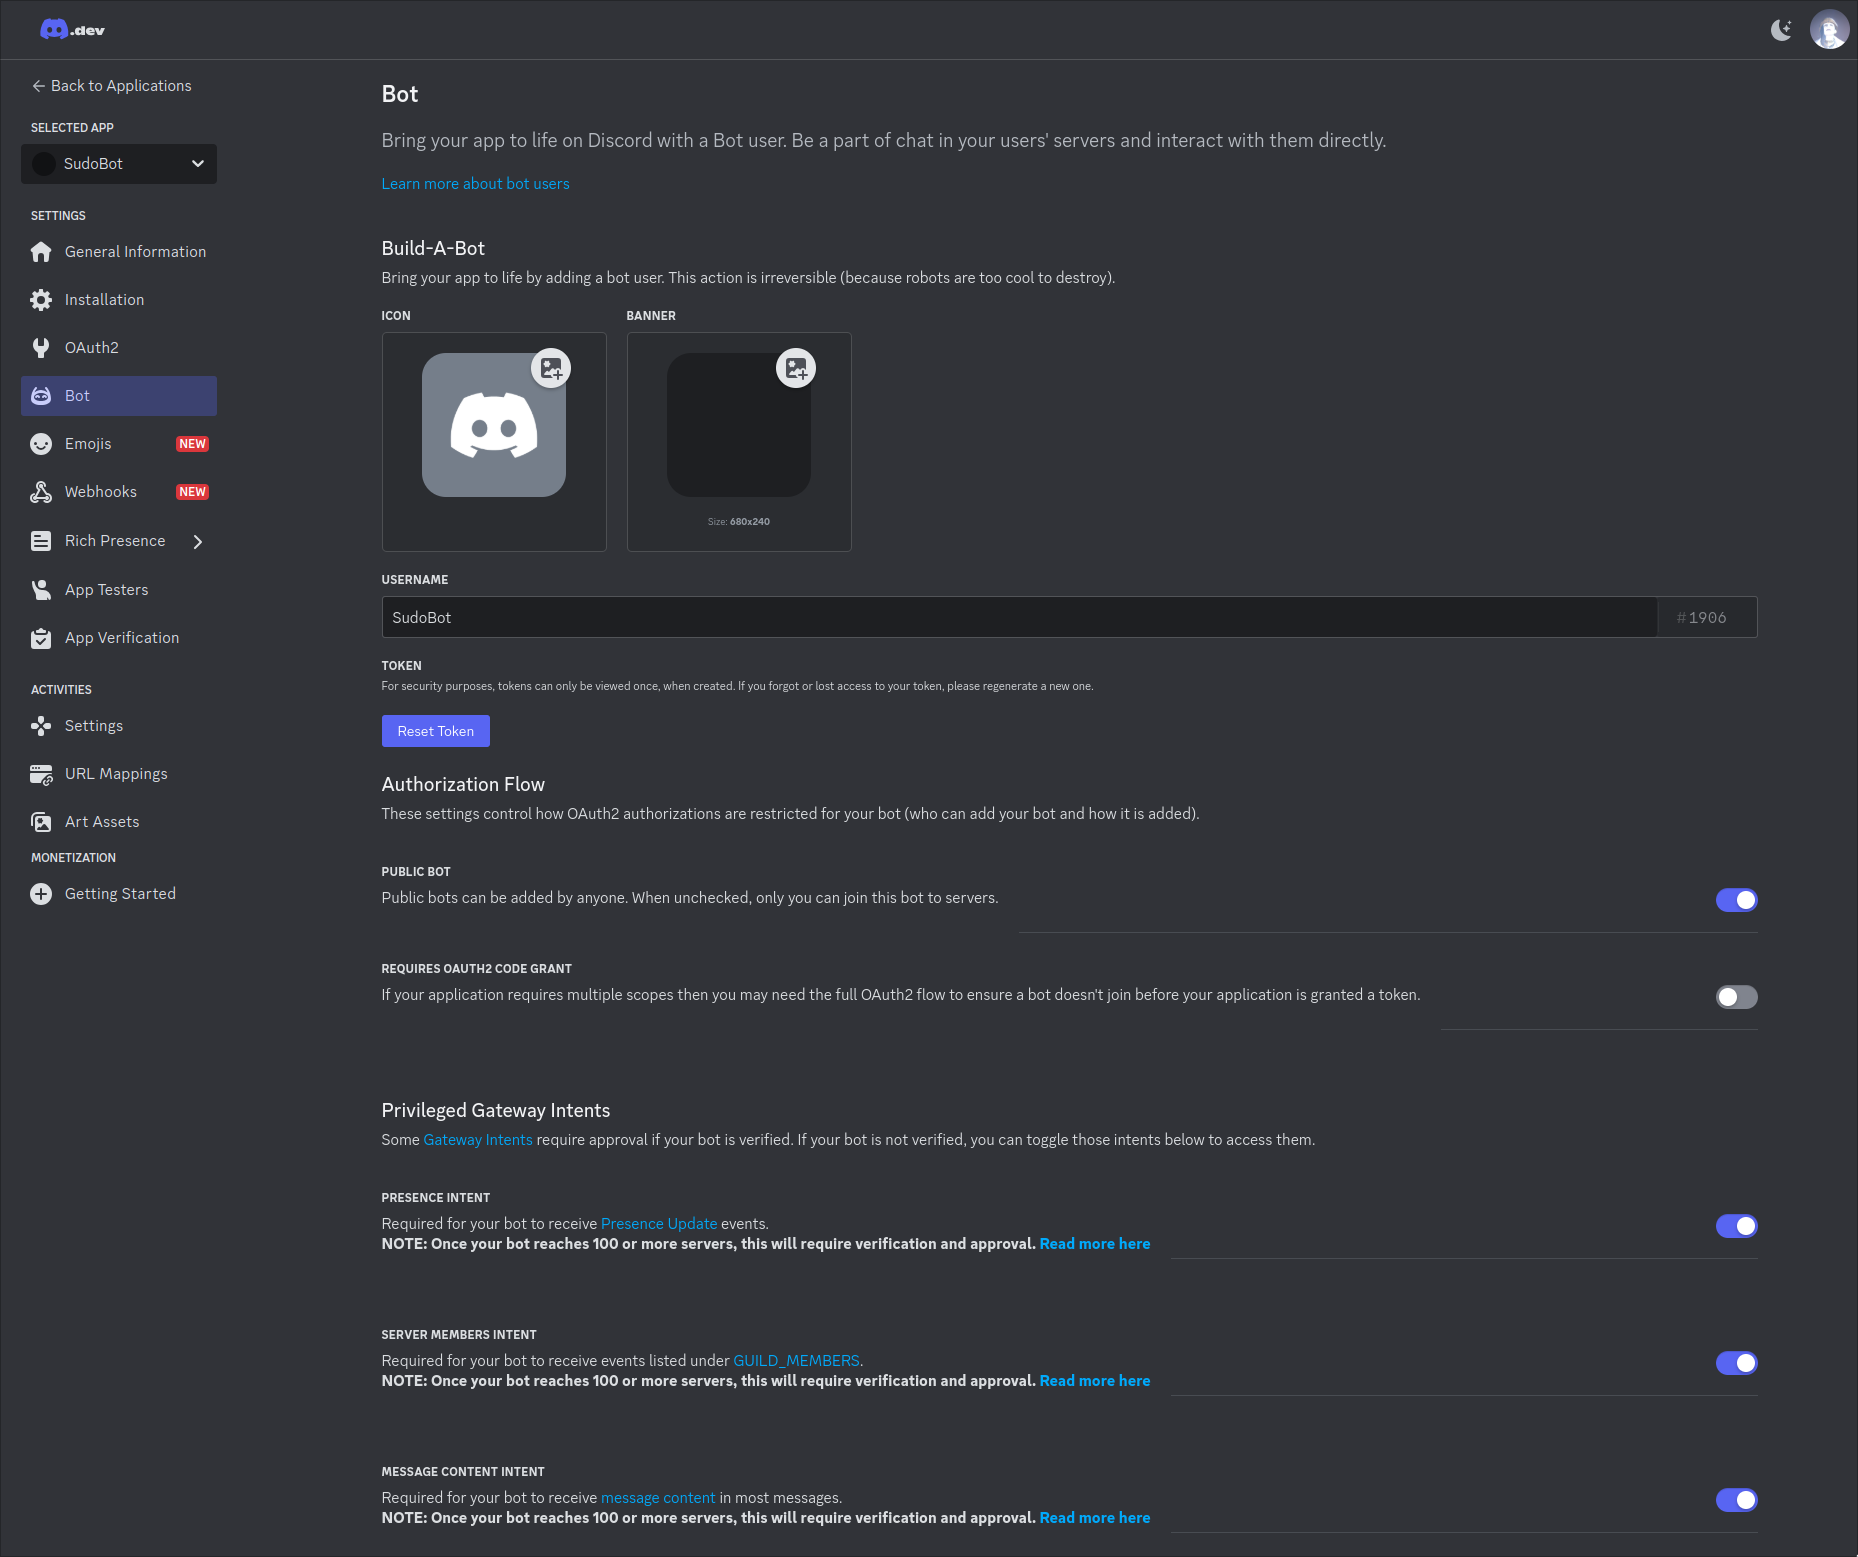 .dev
Back to Applications
SELECTED APP
SudoBot
SETTINGS
General Information
Installation
OAuth2
Bot
Emojis NEW
Webhooks NEW
Rich Presence
App Testers
App Verification
ACTIVITIES
Settings
URL Mappings
Art Assets
MONETIZATION
Getting Started
Bot
Bring your app to life on Discord with a Bot user. Be a part of chat in your users' servers and interact with them directly.
Learn more about bot users
Build-A-Bot
Bring your app to life by adding a bot user. This action is irreversible (because robots are too cool to destroy).
ICON
BANNER
Size: 680x240
USERNAME
SudoBot #1906
TOKEN
For security purposes, tokens can only be viewed once, when created. If you forgot or lost access to your token, please regenerate a new one.
Reset Token
Authorization Flow
These settings control how OAuth2 authorizations are restricted for your bot (who can add your bot and how it is added).
PUBLIC BOT
Public bots can be added by anyone. When unchecked, only you can join this bot to servers.
REQUIRES OAUTH2 CODE GRANT
If your application requires multiple scopes then you may need the full OAuth2 flow to ensure a bot doesn't join before your application is granted a token.
Privileged Gateway Intents
Some Gateway Intents require approval if your bot is verified. If your bot is not verified, you can toggle those intents below to access them.
PRESENCE INTENT
Required for your bot to receive Presence Update events.
NOTE: Once your bot reaches 100 or more servers, this will require verification and approval. Read more here
SERVER MEMBERS INTENT
Required for your bot to receive events listed under GUILD_MEMBERS.
NOTE: Once your bot reaches 100 or more servers, this will require verification and approval. Read more here
MESSAGE CONTENT INTENT
Required for your bot to receive message content in most messages.
NOTE: Once your bot reaches 100 or more servers, this will require verification and approval. Read more here